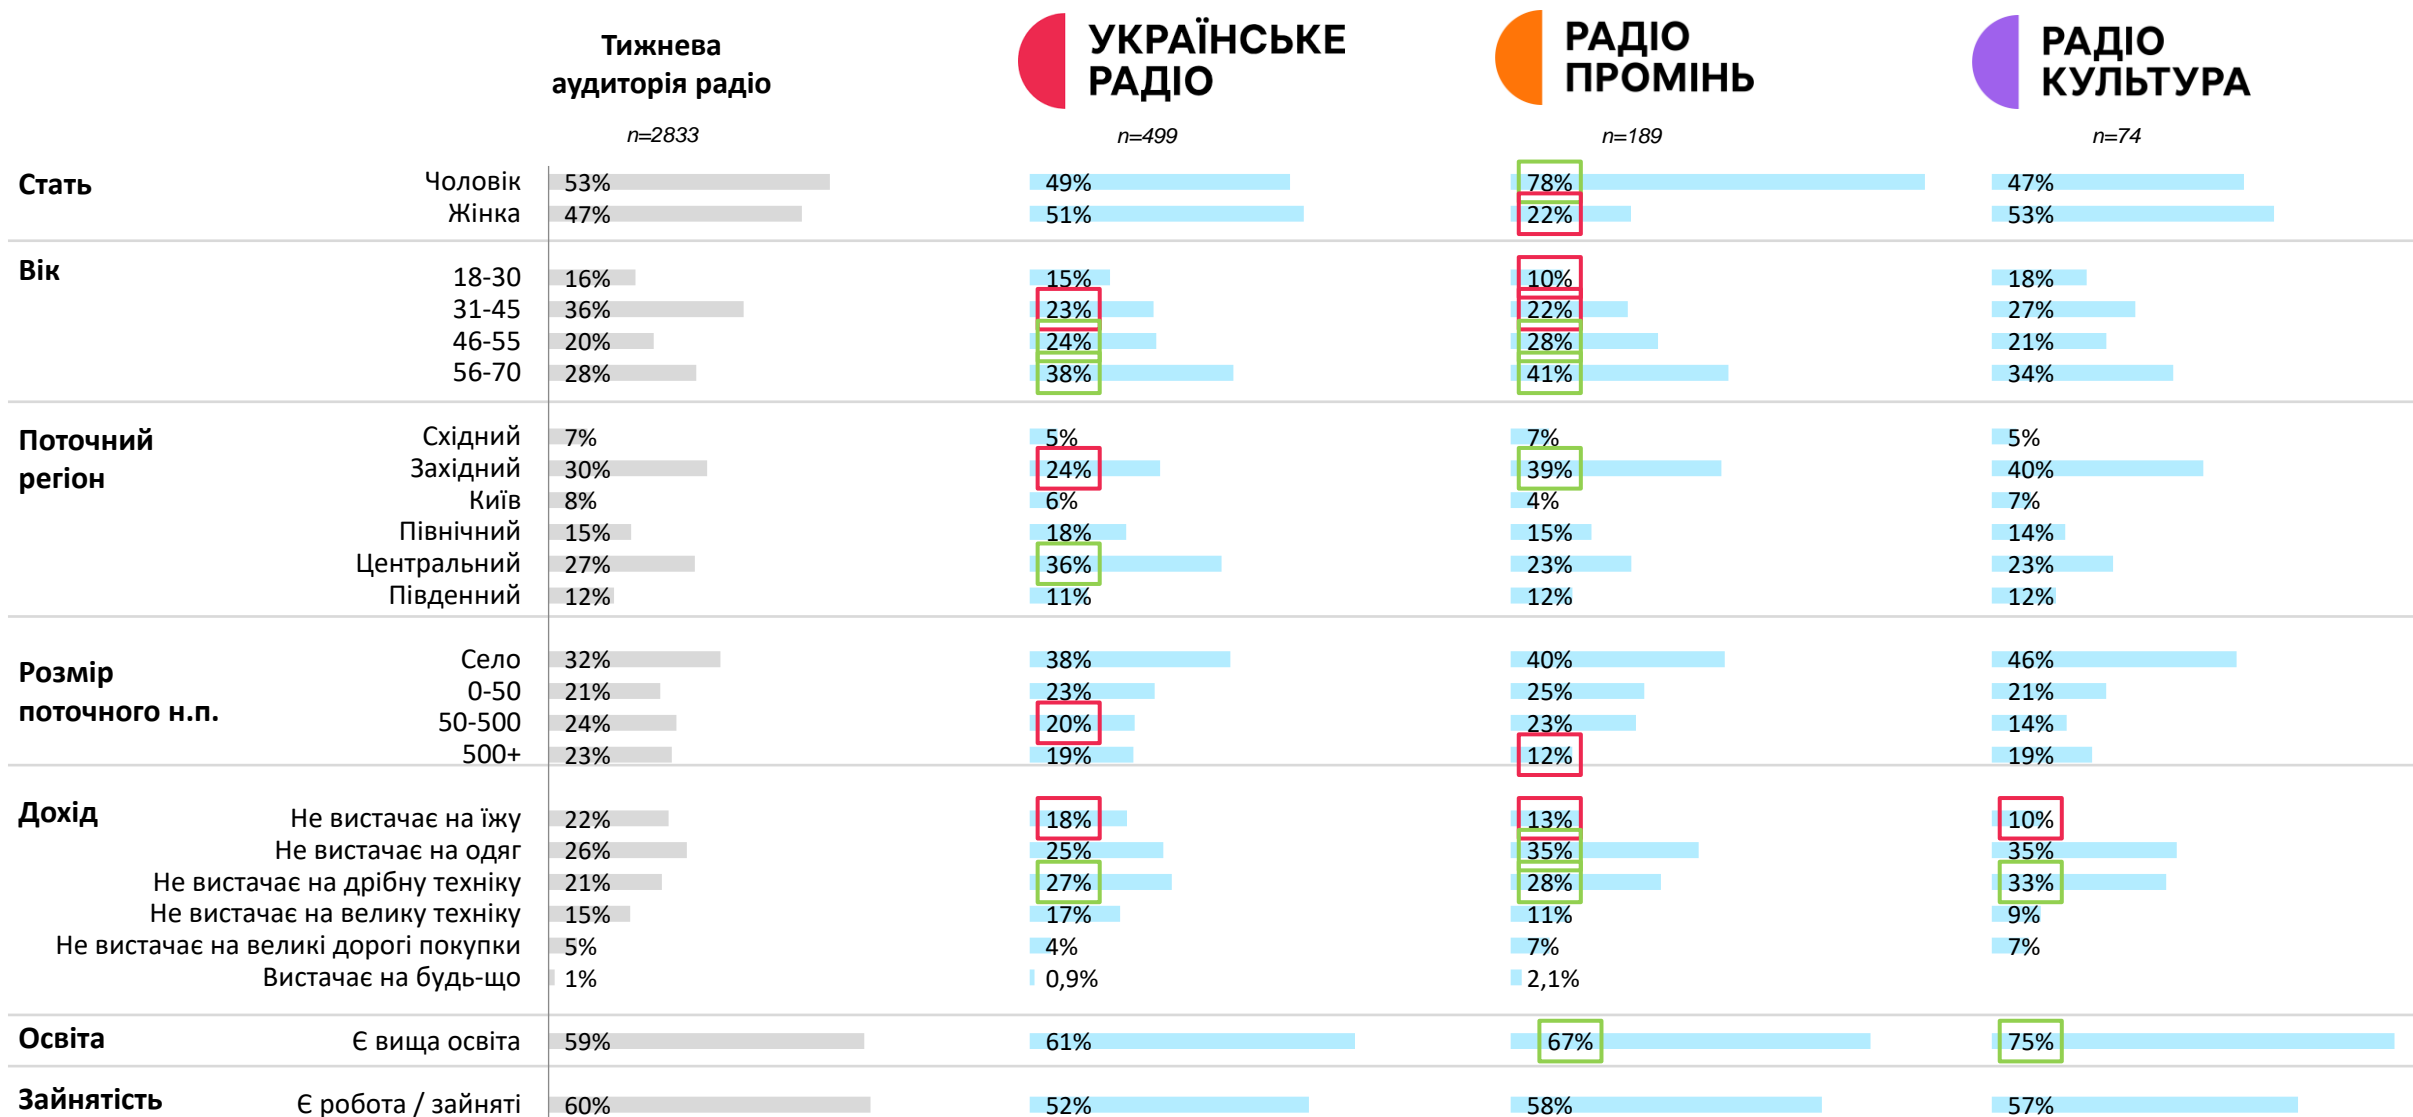 Тижнева
аудиторія радіо
УКРАЇНСЬКЕ
РАДІО
РАДІО
ПРОМІНЬ
РАДІО
КУЛЬТУРА
n=2833 n=499 n=189 n=74
Стать Чоловік 53% 49% 78% 47%
Жінка 47% 51% 22% 53%
Вік
18-30 16% 15% 10% 18%
31-45 36% 23% 22% 27%
46-55 20% 24% 28% 21%
56-70 28% 38% 41% 34%
Поточний
регіон
Східний 7% 5% 7% 5%
Західний 30% 24% 39% 40%
Київ 8% 6% 4% 7%
Північний 15% 18% 15% 14%
Центральний 27% 36% 23% 23%
Південний 12% 11% 12% 12%
Розмір
поточного н.п.
Село 32% 38% 40% 46%
0-50 21% 23% 25% 21%
50-500 24% 20% 23% 14%
500+ 23% 19% 12% 19%
Дохід Не вистачає на їжу 22% 18% 13% 10%
Не вистачає на одяг 26% 25% 35% 35%
Не вистачає на дрібну техніку 21% 27% 28% 33%
Не вистачає на велику техніку 15% 17% 11% 9%
Не вистачає на великі дорогі покупки 5% 4% 7% 7%
Вистачає на будь-що 1% 0,9% 2,1%
Освіта Є вища освіта 59% 61% 67% 75%
Зайнятість Є робота / зайняті 60% 52% 58% 57%